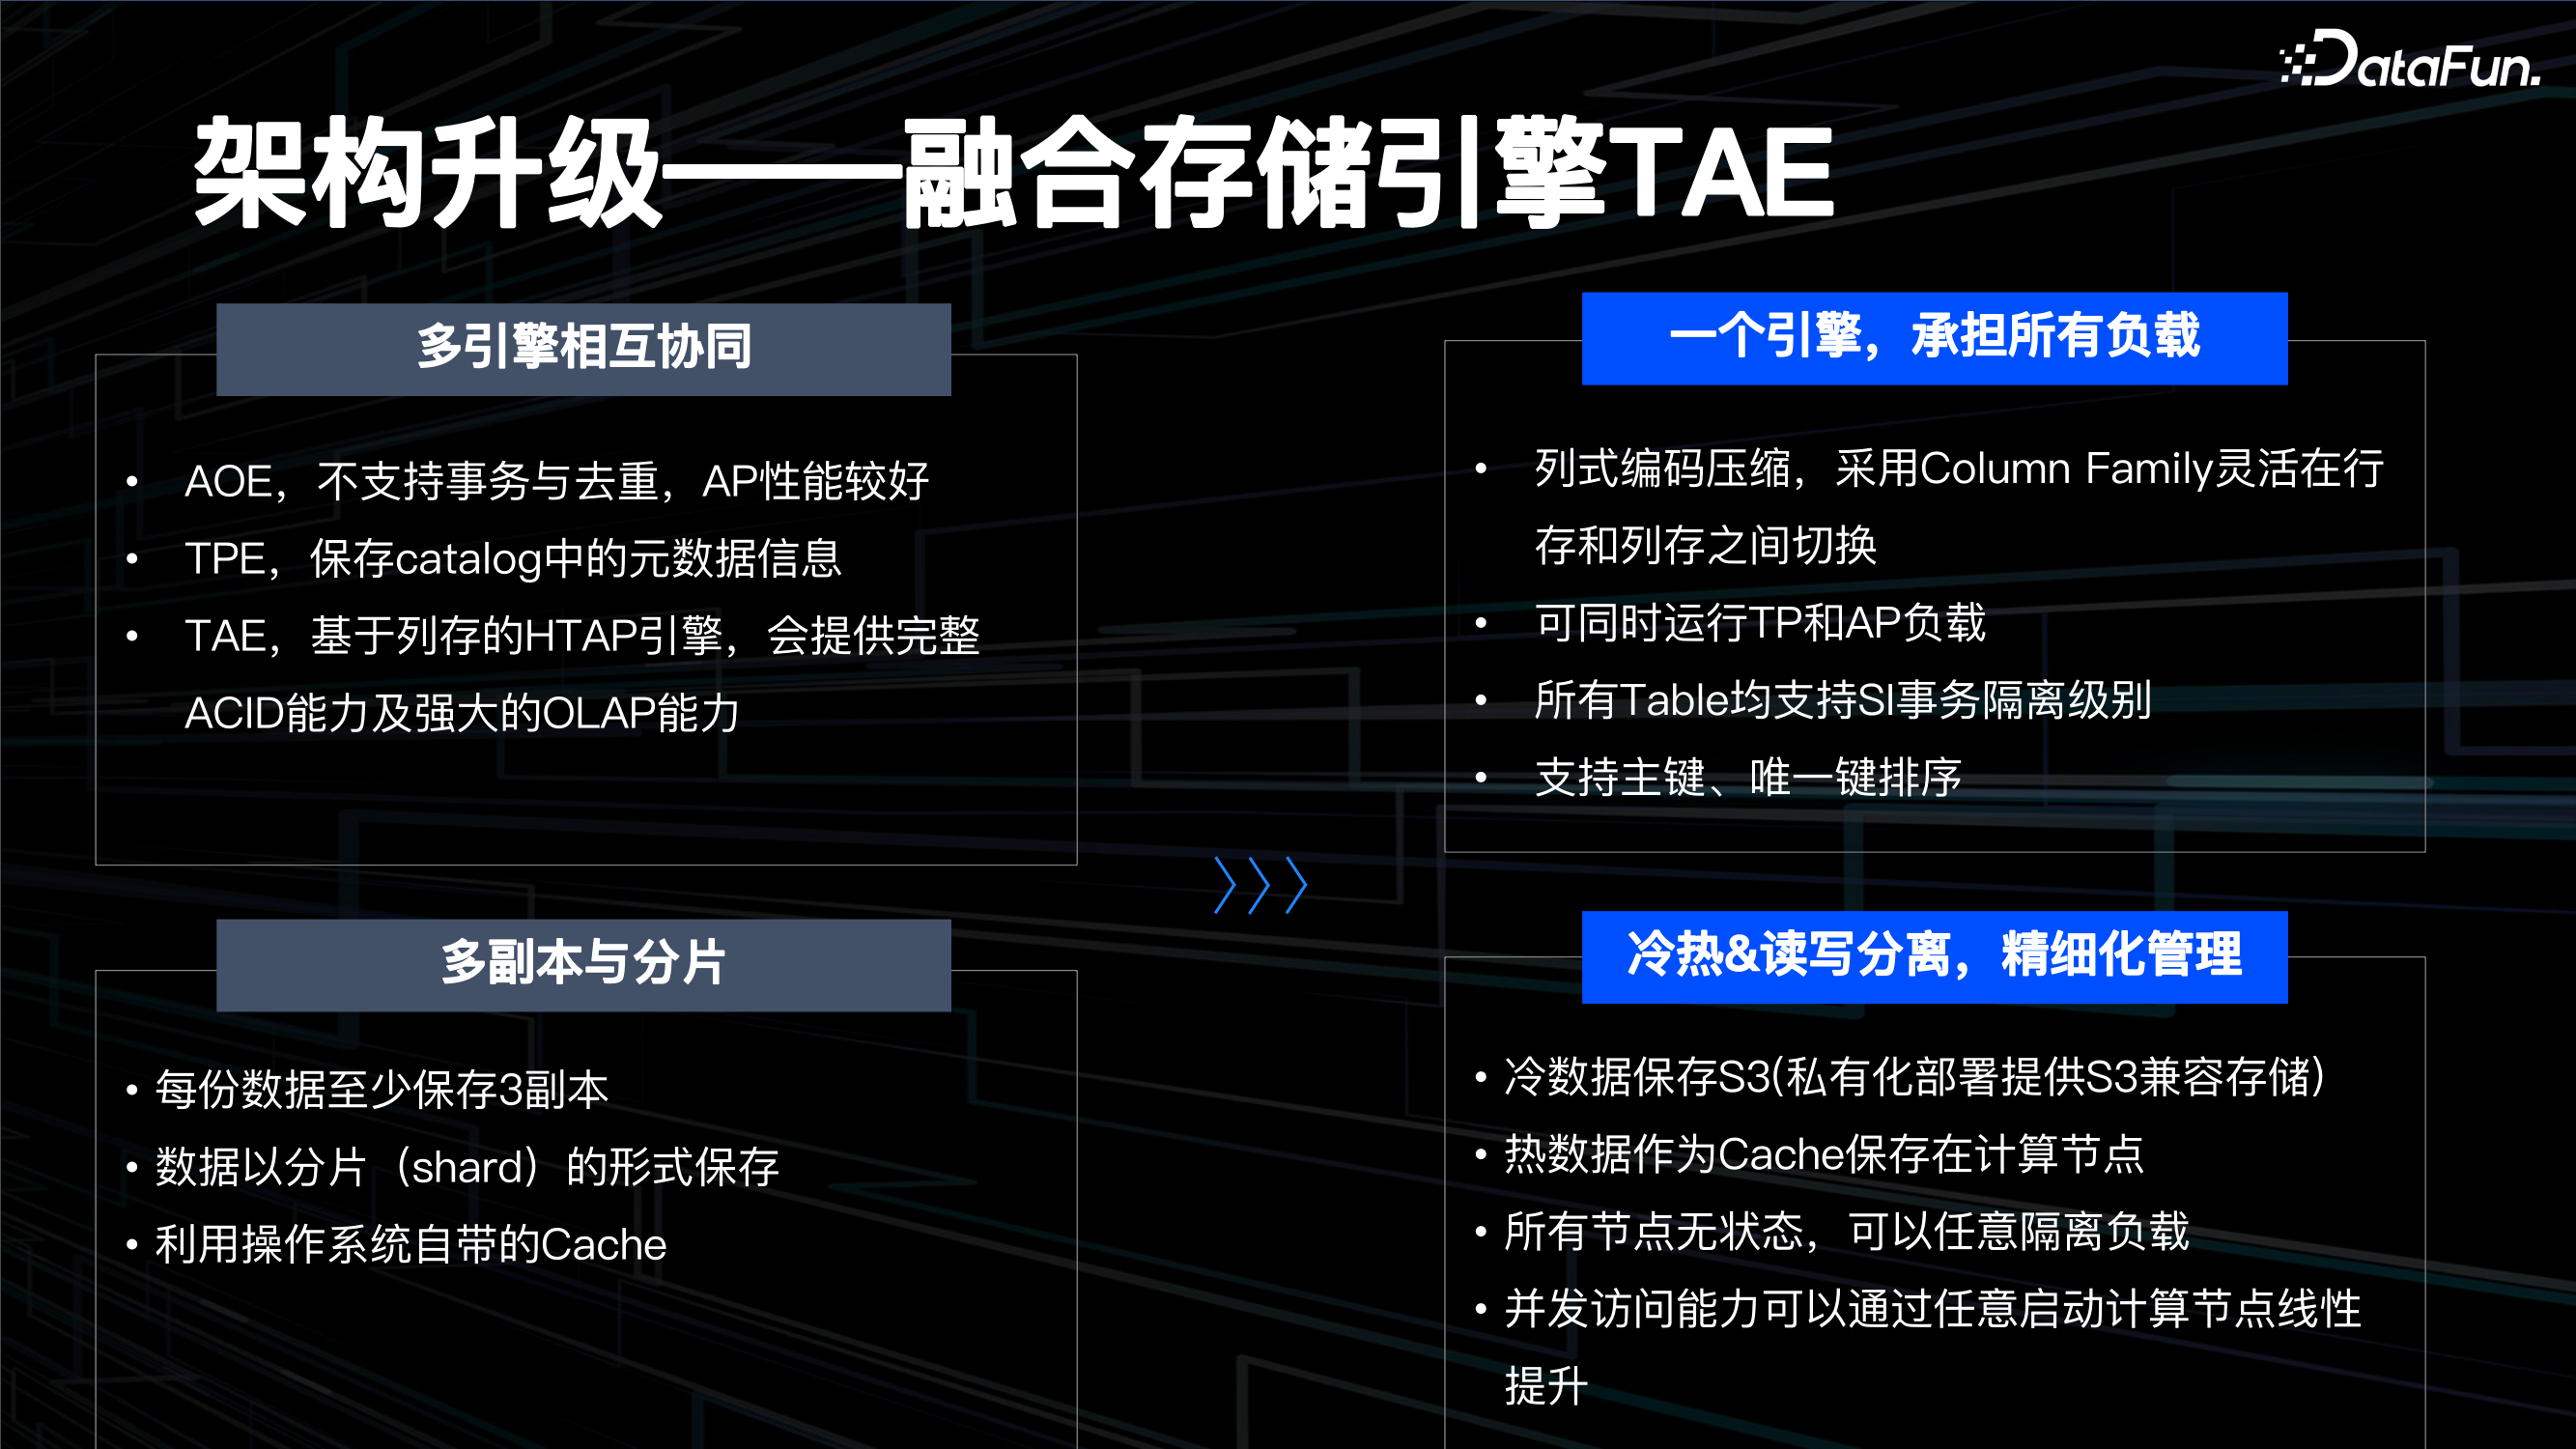 DataFun.
架构升级——融合存储引擎TAE
多引擎相互协同
AOE，不支持事务与去重，AP性能较好
TPE，保存catalog中的元数据信息
TAE，基于列存的HTAP引擎，会提供完整
ACID能力及强大的OLAP能力
多副本与分片
每份数据至少保存3副本
数据以分片（shard）的形式保存
利用操作系统自带的Cache
一个引擎，承担所有负载
列式编码压缩，采用Column Family灵活在行
存和列存之间切换
可同时运行TP和AP负载
所有Table均支持SI事务隔离级别
支持主键、唯一键排序
冷热&读写分离，精细化管理
冷数据保存S3(私有化部署提供S3兼容存储)
热数据作为Cache保存在计算节点
所有节点无状态，可以任意隔离负载
并发访问能力可以通过任意启动计算节点线性
提升